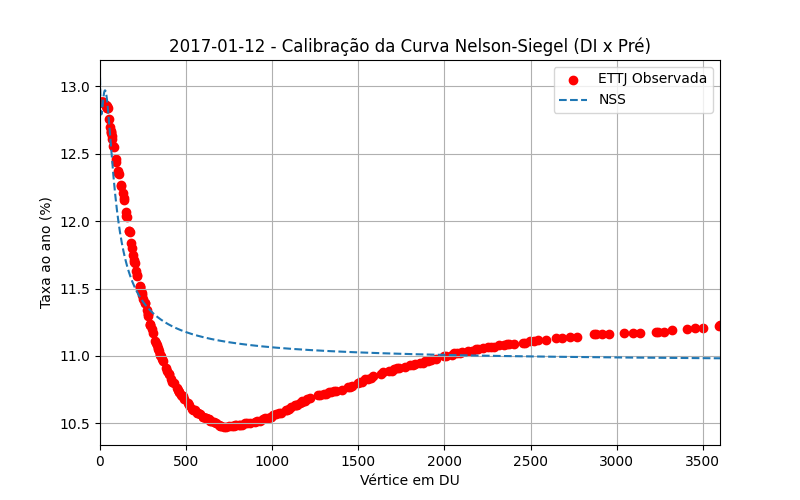 2017-01-12 - Calibração da Curva Nelson-Siegel (DI x Pré)
ETTJ Observada
NSS
Taxa ao ano (%)
13.0
12.5
12.0
11.5
11.0
10.5
0 500 1000 1500 2000 2500 3000 3500
Vértice em DU